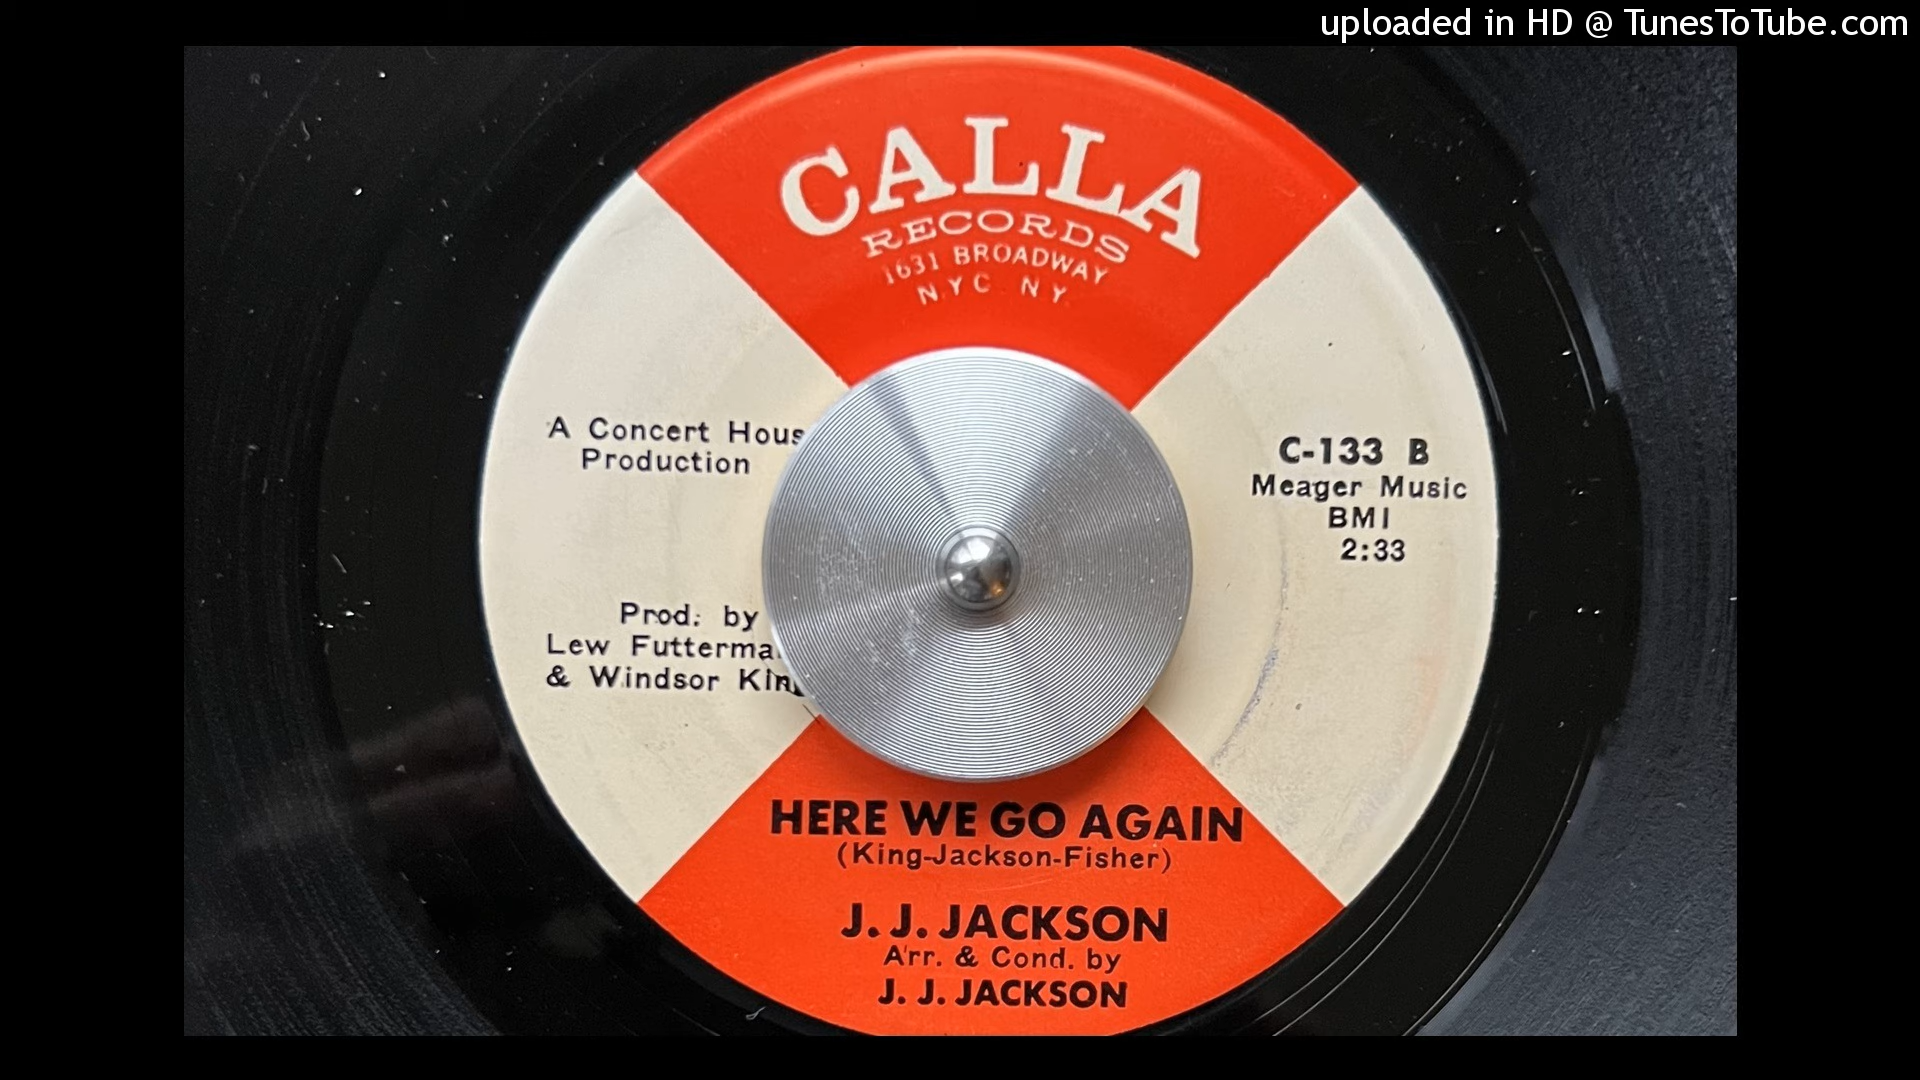 uploaded in HD @ TunesToTube.com
CALLA
RECORDS
1631 BROADWAY
N.Y.C. N.Y.
A Concert Hous
Production
C-133 B
Meager Music
BMI
2:33
Prod. by
Lew Futterma
& Windsor Kin
HERE WE GO AGAIN
(King-Jackson-Fisher)
J. J. JACKSON
Arr. & Cond. by
J. J. JACKSON